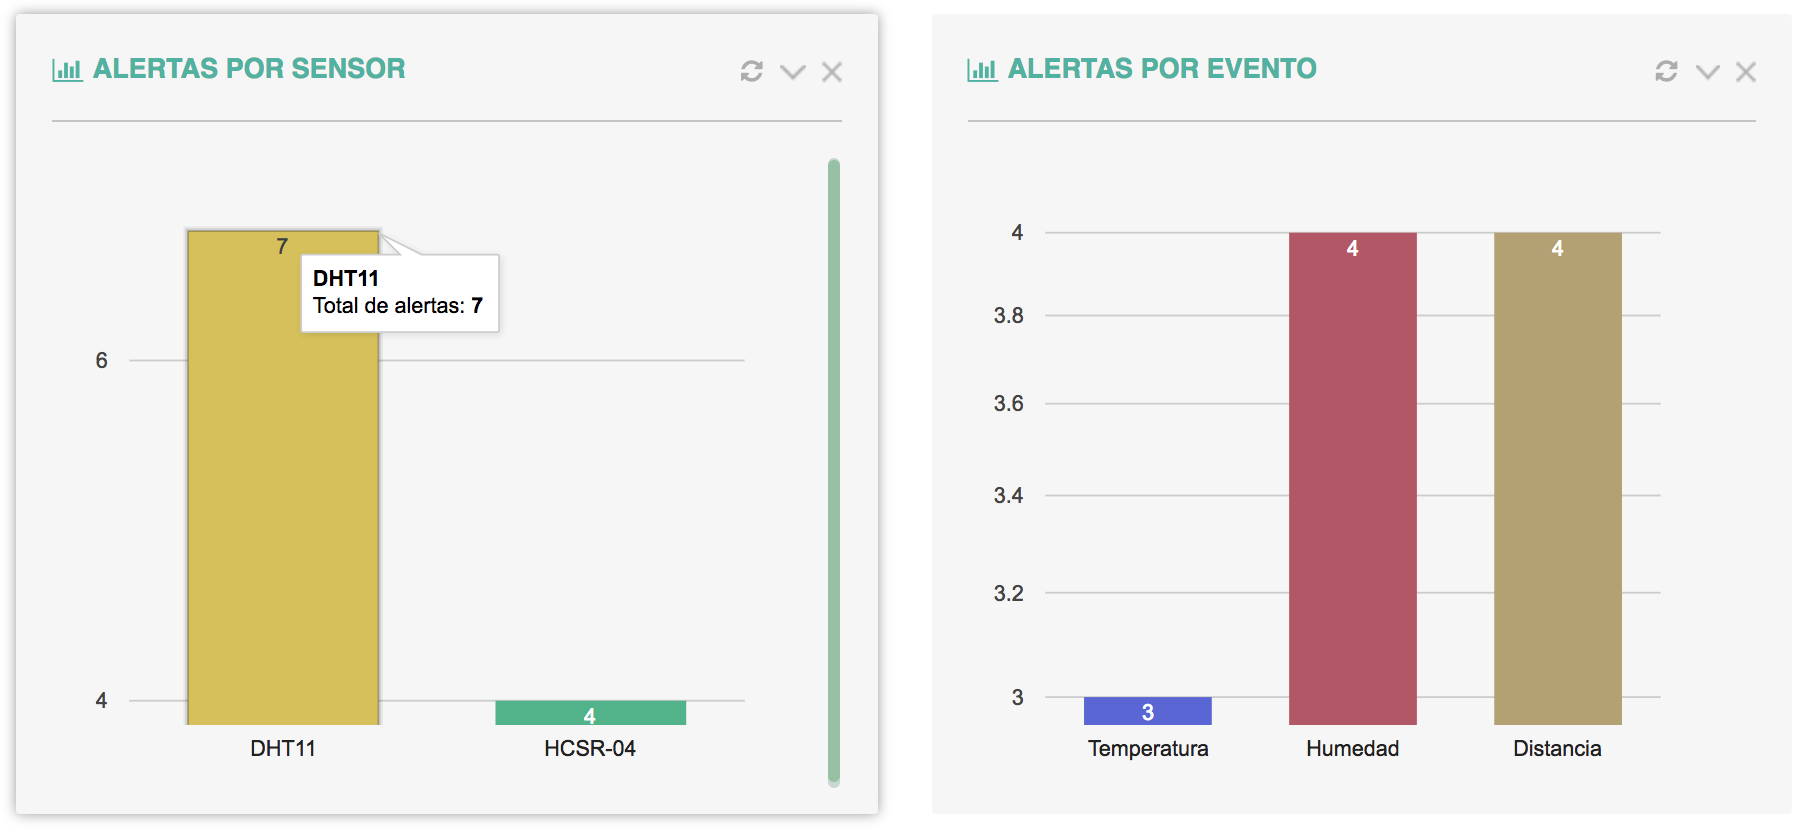 ALERTAS POR SENSOR
7
DHT11
Total de alertas: 7
6
4
4
DHT11
HCSR-04
ALERTAS POR EVENTO
4
4
4
3.8
3.6
3.4
3.2
3
3
Temperatura
Humedad
Distancia